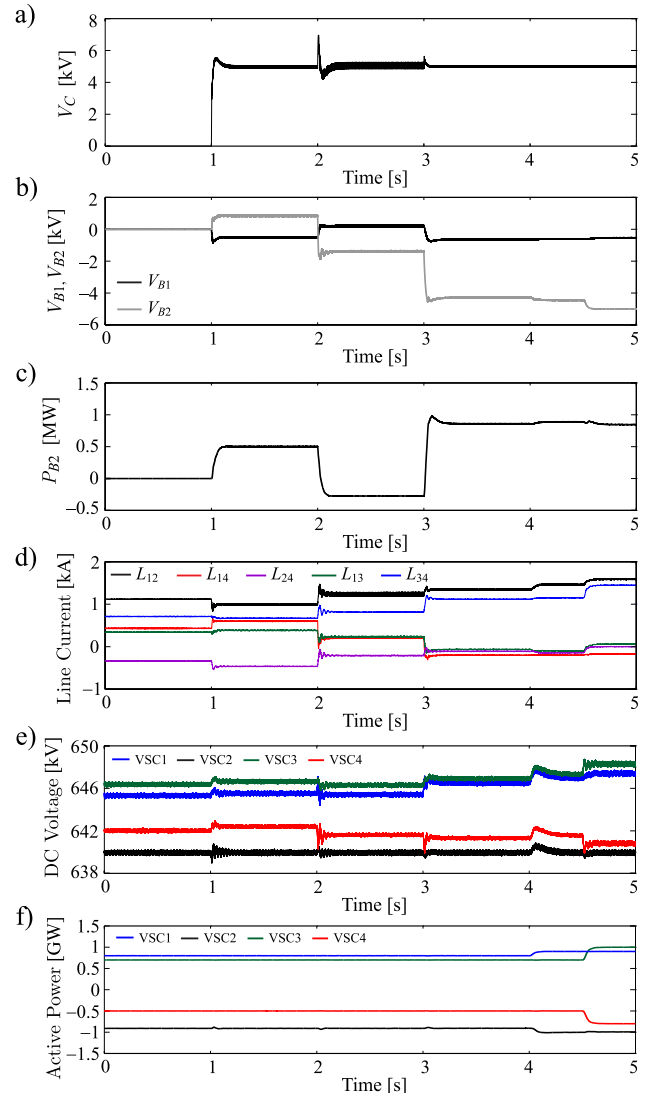 a)
V_C [kV]
8
6
4
2
0
0 1 2 3 4 5
Time [s]
b)
V_B1, V_B2 [kV]
2
0
−2
−4
−6
V_B1
V_B2
0 1 2 3 4 5
Time [s]
c)
P_B2 [MW]
1.5
1
0.5
0
−0.5
0 1 2 3 4 5
Time [s]
d)
Line Current [kA]
2
1
0
−1
L_12 L_14 L_24 L_13 L_34
0 1 2 3 4 5
Time [s]
e)
DC Voltage [kV]
650
646
642
638
VSC1 VSC2 VSC3 VSC4
0 1 2 3 4 5
Time [s]
f)
Active Power [GW]
1.5
1
0.5
0
−0.5
−1
−1.5
VSC1 VSC2 VSC3 VSC4
0 1 2 3 4 5
Time [s]